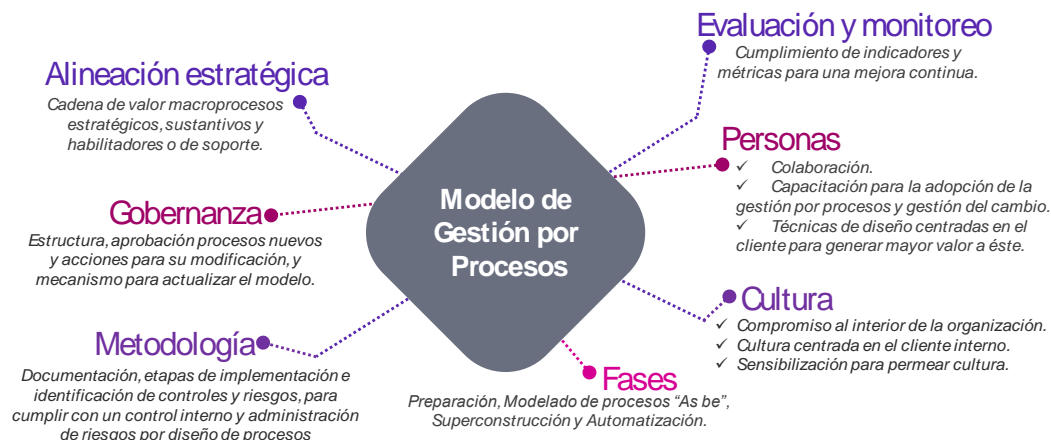 Evaluación y monitoreo
Cumplimiento de indicadores y
métricas para una mejora continua.
Alineación estratégica
Cadena de valor macroprocesos
estratégicos, sustantivos y
habilitadores o de soporte.
Personas
✓ Colaboración.
✓ Capacitación para la adopción de la
gestión por procesos y gestión del cambio.
✓ Técnicas de diseño centradas en el
cliente para generar mayor valor a éste.
Modelo de
Gestión por
Procesos
Gobernanza
Estructura, aprobación procesos nuevos
y acciones para su modificación, y
mecanismo para actualizar el modelo.
Cultura
✓ Compromiso al interior de la organización.
✓ Cultura centrada en el cliente interno.
✓ Sensibilización para permear cultura.
Metodología
Documentación, etapas de implementación e
identificación de controles y riesgos, para
cumplir con un control interno y administración
de riesgos por diseño de procesos
Fases
Preparación, Modelado de procesos “As be”,
Superconstrucción y Automatización.